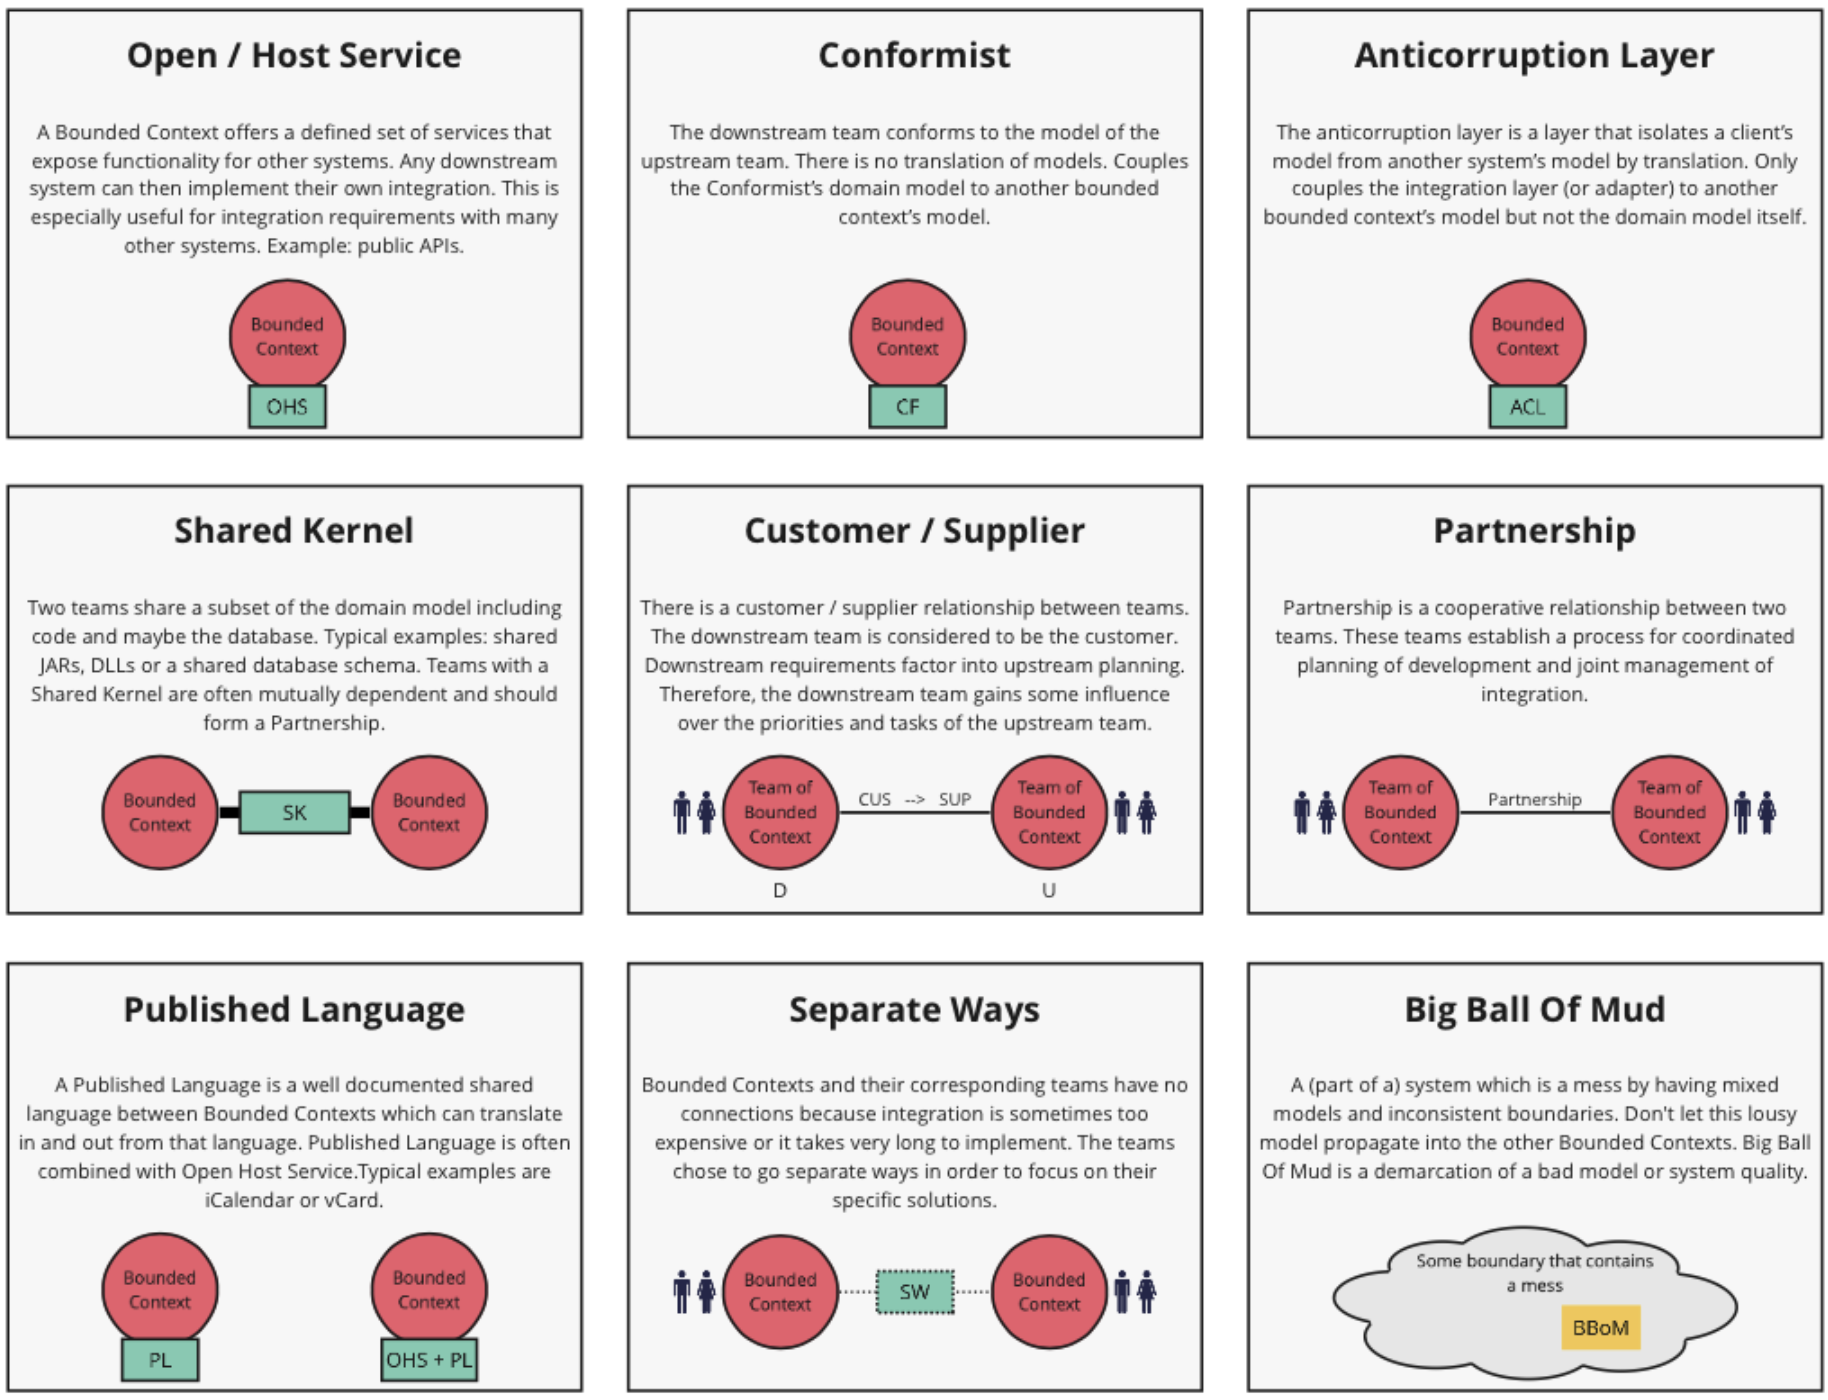 Open / Host Service
A Bounded Context offers a defined set of services that
expose functionality for other systems. Any downstream
system can then implement their own integration. This is
especially useful for integration requirements with many
other systems. Example: public APIs.
Bounded
Context
OHS
Conformist
The downstream team conforms to the model of the
upstream team. There is no translation of models. Couples
the Conformist's domain model to another bounded
context's model.
Bounded
Context
CF
Anticorruption Layer
The anticorruption layer is a layer that isolates a client's
model from another system's model by translation. Only
couples the integration layer (or adapter) to another
bounded context's model but not the domain model itself.
Bounded
Context
ACL
Shared Kernel
Two teams share a subset of the domain model including
code and maybe the database. Typical examples: shared
JARs, DLLs or a shared database schema. Teams with a
Shared Kernel are often mutually dependent and should
form a Partnership.
Bounded
Context
SK
Bounded
Context
Customer / Supplier
There is a customer / supplier relationship between teams.
The downstream team is considered to be the customer.
Downstream requirements factor into upstream planning.
Therefore, the downstream team gains some influence
over the priorities and tasks of the upstream team.
Team of
Bounded
Context
CUS --> SUP
Team of
Bounded
Context
D
U
Partnership
Partnership is a cooperative relationship between two
teams. These teams establish a process for coordinated
planning of development and joint management of
integration.
Team of
Bounded
Context
Partnership
Team of
Bounded
Context
Published Language
A Published Language is a well documented shared
language between Bounded Contexts which can translate
in and out from that language. Published Language is often
combined with Open Host Service.Typical examples are
iCalendar or vCard.
Bounded
Context
PL
Bounded
Context
OHS + PL
Separate Ways
Bounded Contexts and their corresponding teams have no
connections because integration is sometimes too
expensive or it takes very long to implement. The teams
chose to go separate ways in order to focus on their
specific solutions.
Bounded
Context
SW
Bounded
Context
Big Ball Of Mud
A (part of a) system which is a mess by having mixed
models and inconsistent boundaries. Don't let this lousy
model propagate into the other Bounded Contexts. Big Ball
Of Mud is a demarcation of a bad model or system quality.
Some boundary that contains
a mess
BBoM